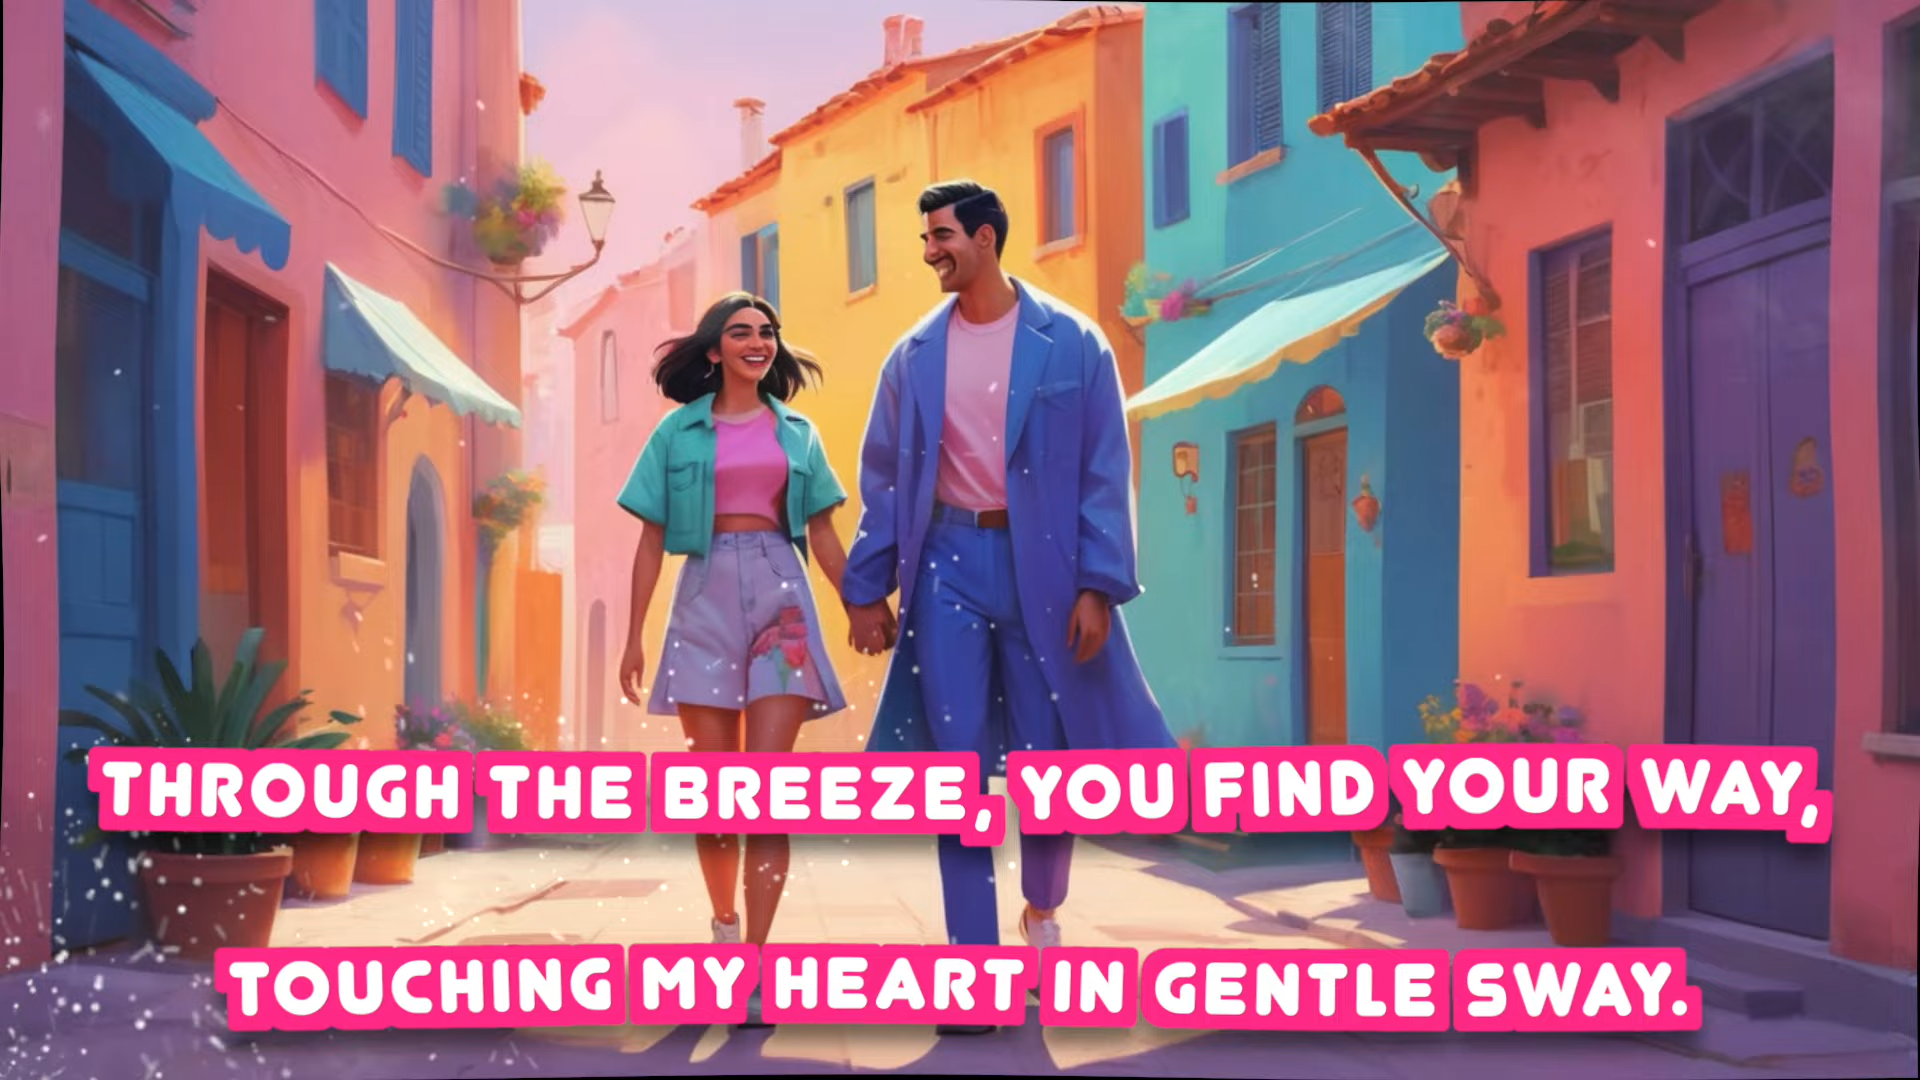 THROUGH THE BREEZE, YOU FIND YOUR WAY,
TOUCHING MY HEART IN GENTLE SWAY.